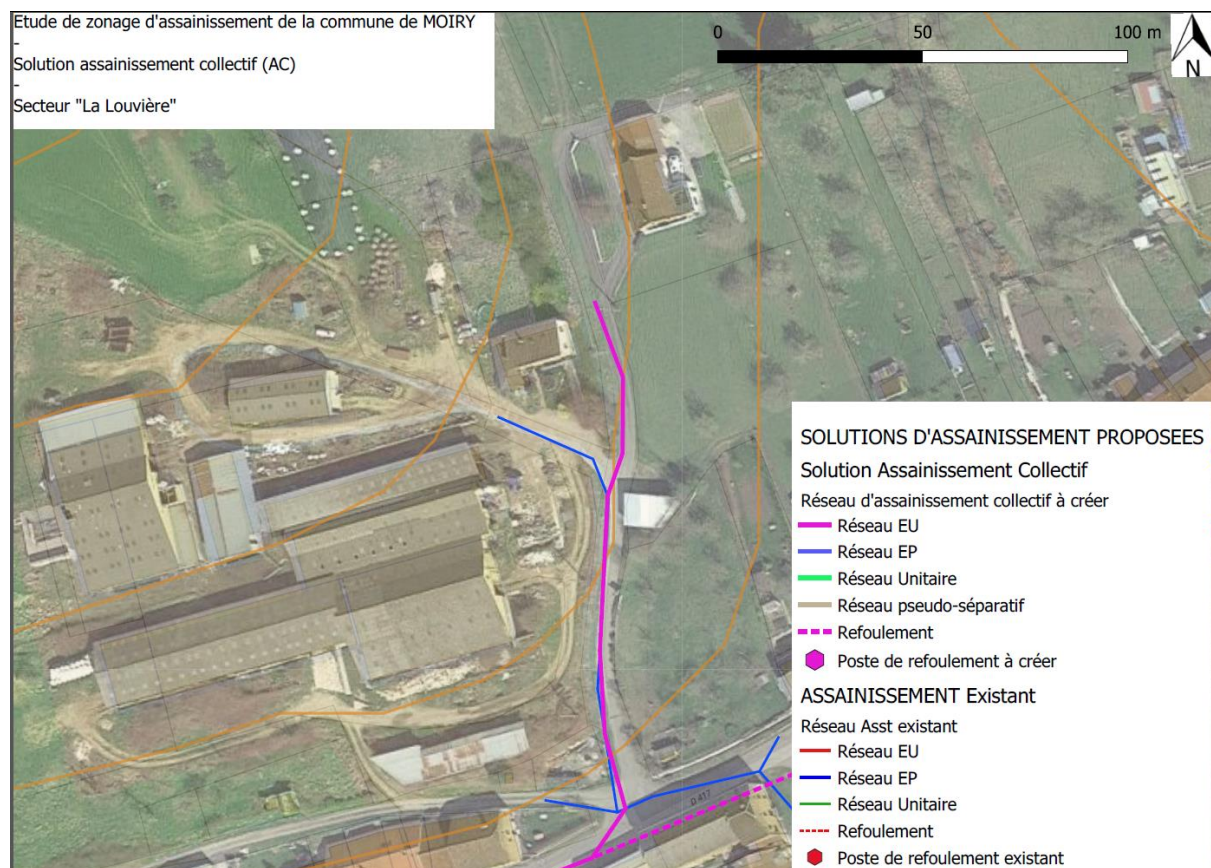 Etude de zonage d'assainissement de la commune de MOIRY
-
Solution assainissement collectif (AC)
-
Secteur "La Louvière"
0 50 100 m
N
D 417
SOLUTIONS D'ASSAINISSEMENT PROPOSEES
Solution Assainissement Collectif
Réseau d'assainissement collectif à créer
Réseau EU
Réseau EP
Réseau Unitaire
Réseau pseudo-séparatif
Refoulement
Poste de refoulement à créer
ASSAINISSEMENT Existant
Réseau Asst existant
Réseau EU
Réseau EP
Réseau Unitaire
Refoulement
Poste de refoulement existant